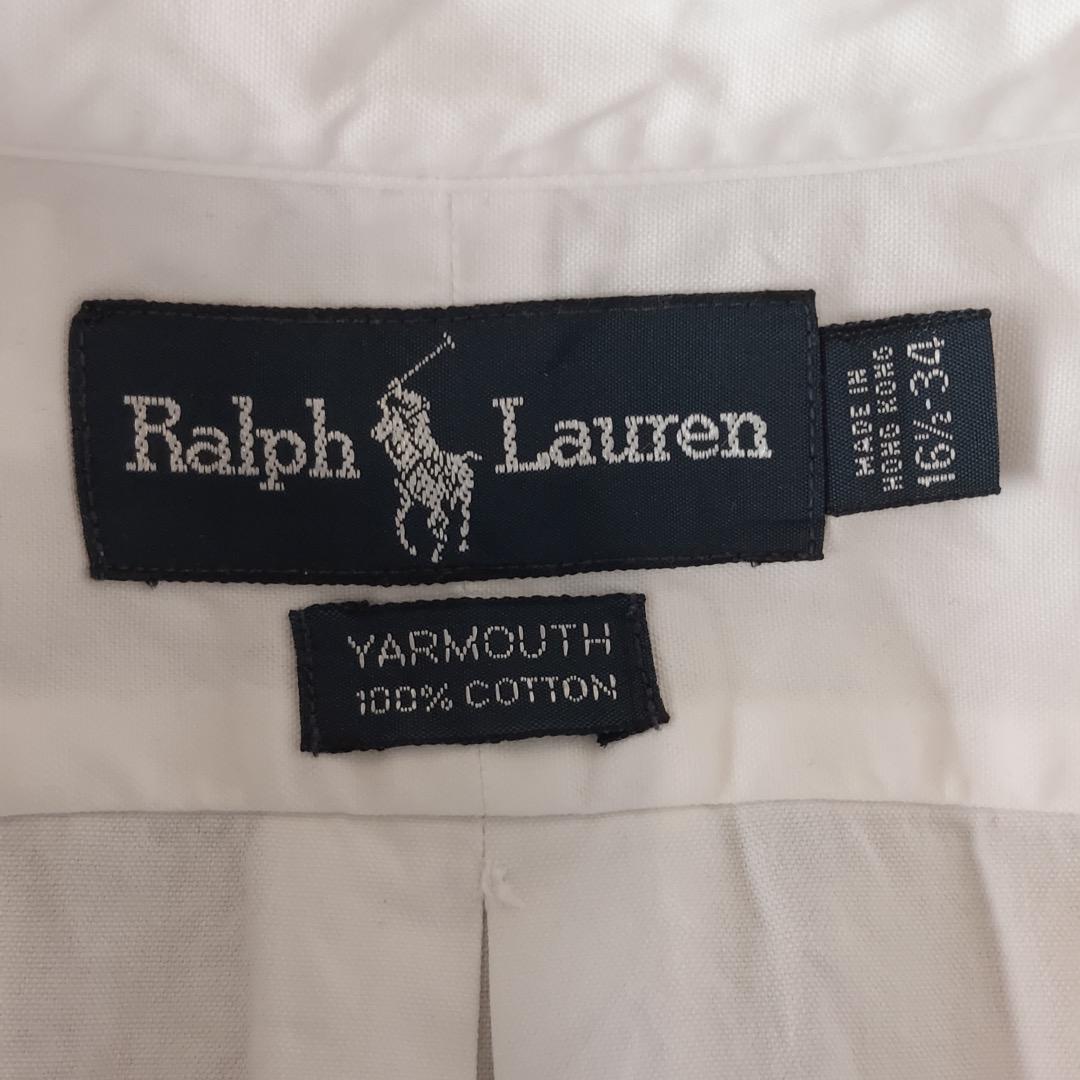 Ralph Lauren
MADE IN
HONG KONG
16½-34
YARMOUTH
100% COTTON